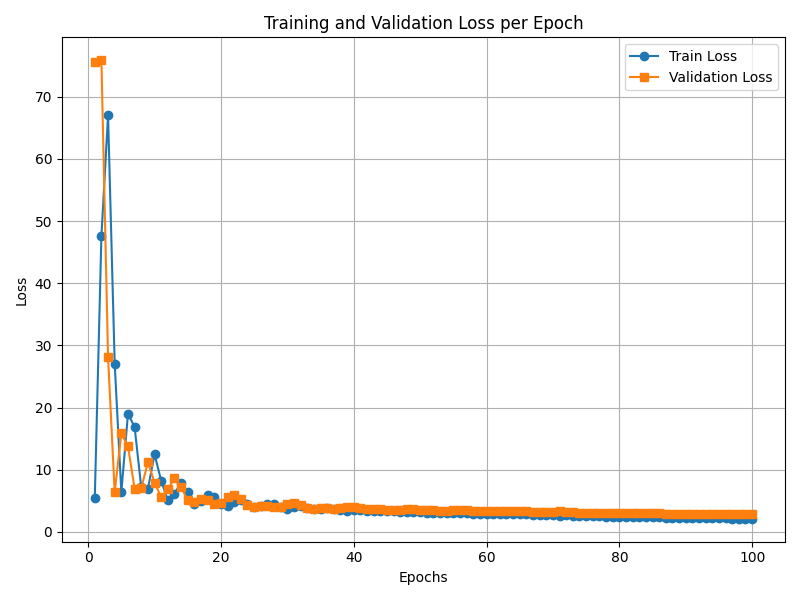 Training and Validation Loss per Epoch
Train Loss
Validation Loss
70
60
50
40
30
20
10
0
Loss
0 20 40 60 80 100
Epochs